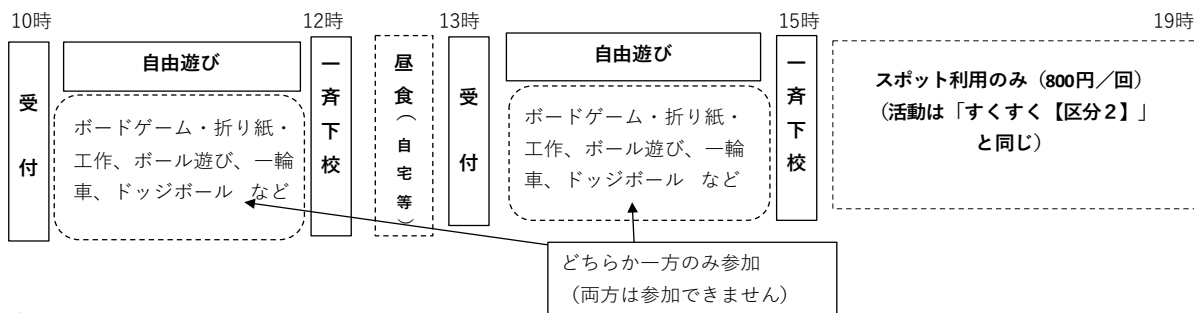 10時
12時
13時
15時
19時
受付
自由遊び
ボードゲーム・折り紙・
工作、ボール遊び、一輪
車、ドッジボール　など
一斉下校
昼食（自宅等）
受付
自由遊び
ボードゲーム・折り紙・
工作、ボール遊び、一輪
車、ドッジボール　など
一斉下校
スポット利用のみ（800円／回）
（活動は「すくすく【区分２】」
と同じ）
どちらか一方のみ参加
（両方は参加できません）